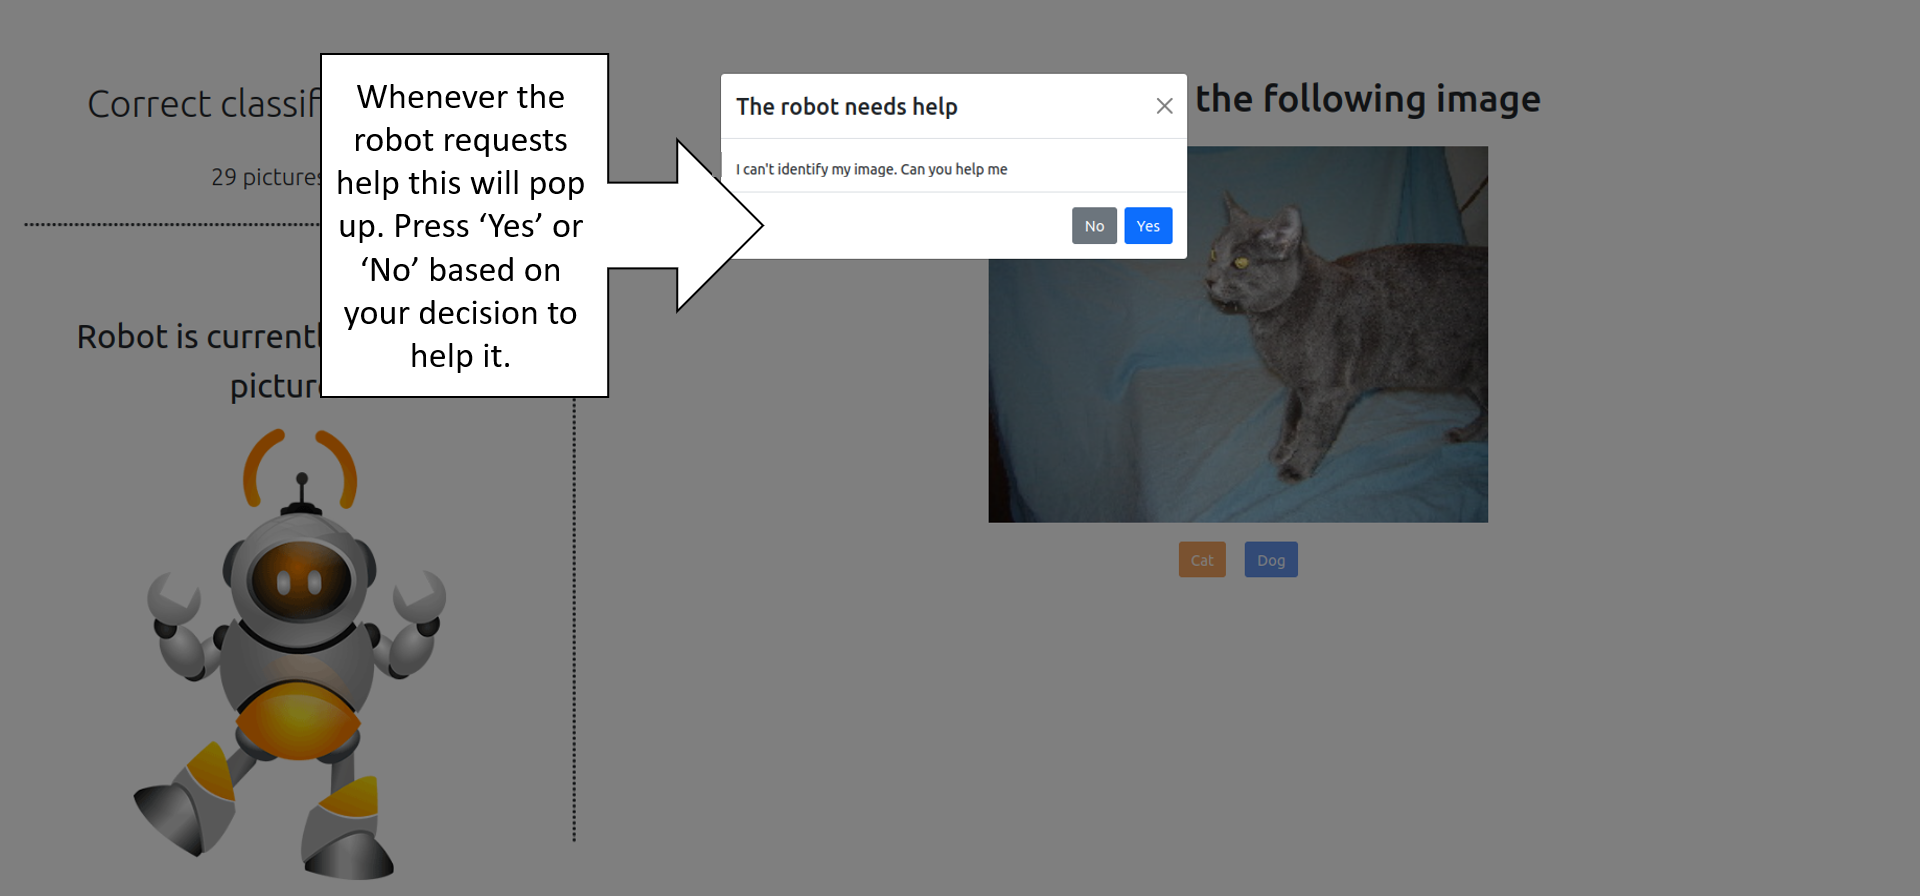 Correct classif
29 pictures
Robot is currentl
pictur
Whenever the
robot requests
help this will pop
up. Press ‘Yes’ or
‘No’ based on
your decision to
help it.
The robot needs help
I can't identify my image. Can you help me
No Yes
the following image
Cat Dog